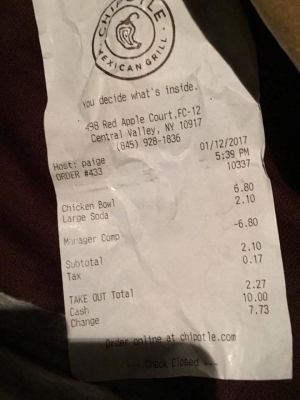 CHIPOTLE
MEXICAN GRILL
You decide what's inside.
498 Red Apple Court,FC-12
Central Valley, NY 10917
(845) 928-1836
Host: paige 01/12/2017
ORDER #433 5:39 PM
10337
Chicken Bowl 6.80
Large Soda 2.10
Manager Comp -6.80
Subtotal 2.10
Tax 0.17
TAKE OUT Total 2.27
Cash 10.00
Change 7.73
Order online at chipotle.com
--- Check Closed ---